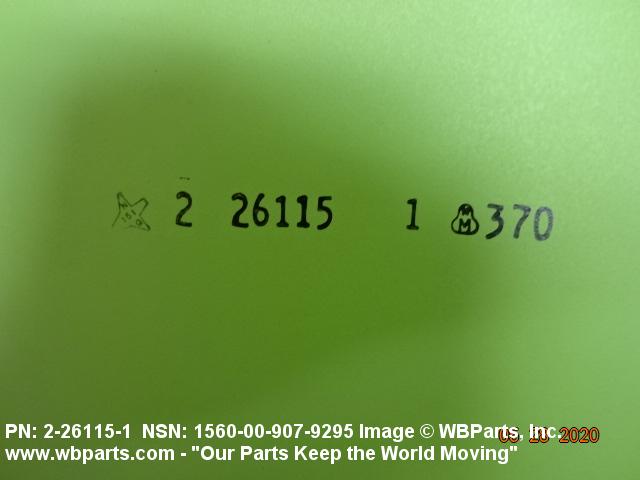 2 26115 1 M 370
PN: 2-26115-1 NSN: 1560-00-907-9295 Image © WBParts, Inc.
20 2020
www.wbparts.com - "Our Parts Keep the World Moving"